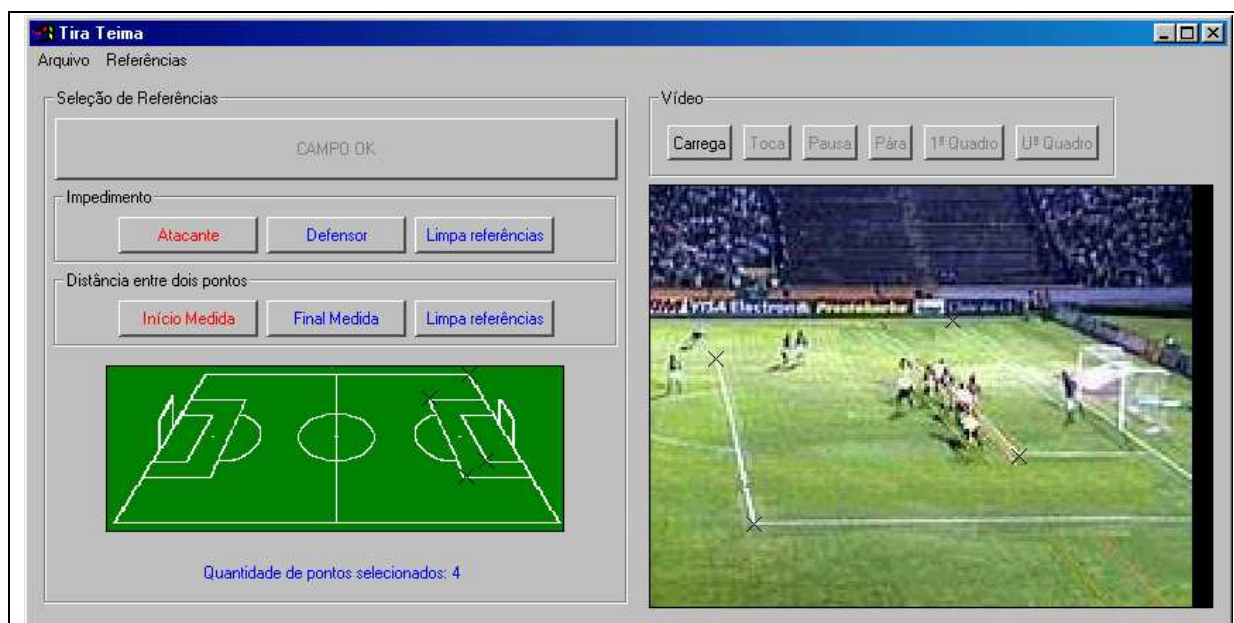 Tira Teima
Arquivo Referências
Seleção de Referências
CAMPO OK
Impedimento
Atacante Defensor Limpa referências
Distância entre dois pontos
Início Medida Final Medida Limpa referências
Quantidade de pontos selecionados: 4
Vídeo
Carrega Toca Pausa Pára 1º Quadro Uº Quadro
Electrona Frontebarbo